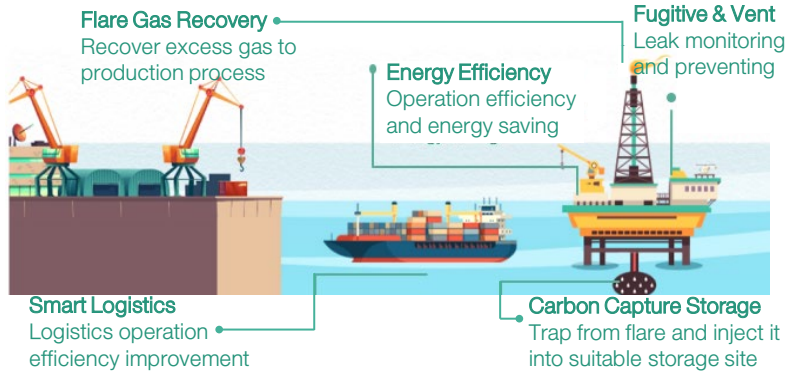 Flare Gas Recovery
Recover excess gas to
production process
Fugitive & Vent
Leak monitoring
and preventing
Energy Efficiency
Operation efficiency
and energy saving
Smart Logistics
Logistics operation
efficiency improvement
Carbon Capture Storage
Trap from flare and inject it
into suitable storage site